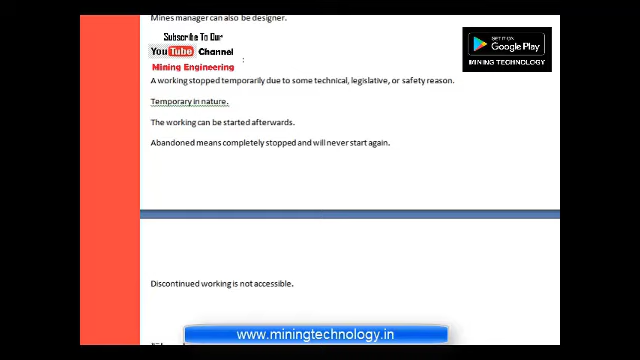 Mines manager can also be designer.
Subscribe To Our
YouTube Channel
Mining Engineering
GET IT ON
Google Play
MINING TECHNOLOGY
A working stopped temporarily due to some technical, legislative, or safety reason.
Temporary in nature.
The working can be started afterwards.
Abandoned means completely stopped and will never start again.
Discontinued working is not accessible.
www.miningtechnology.in